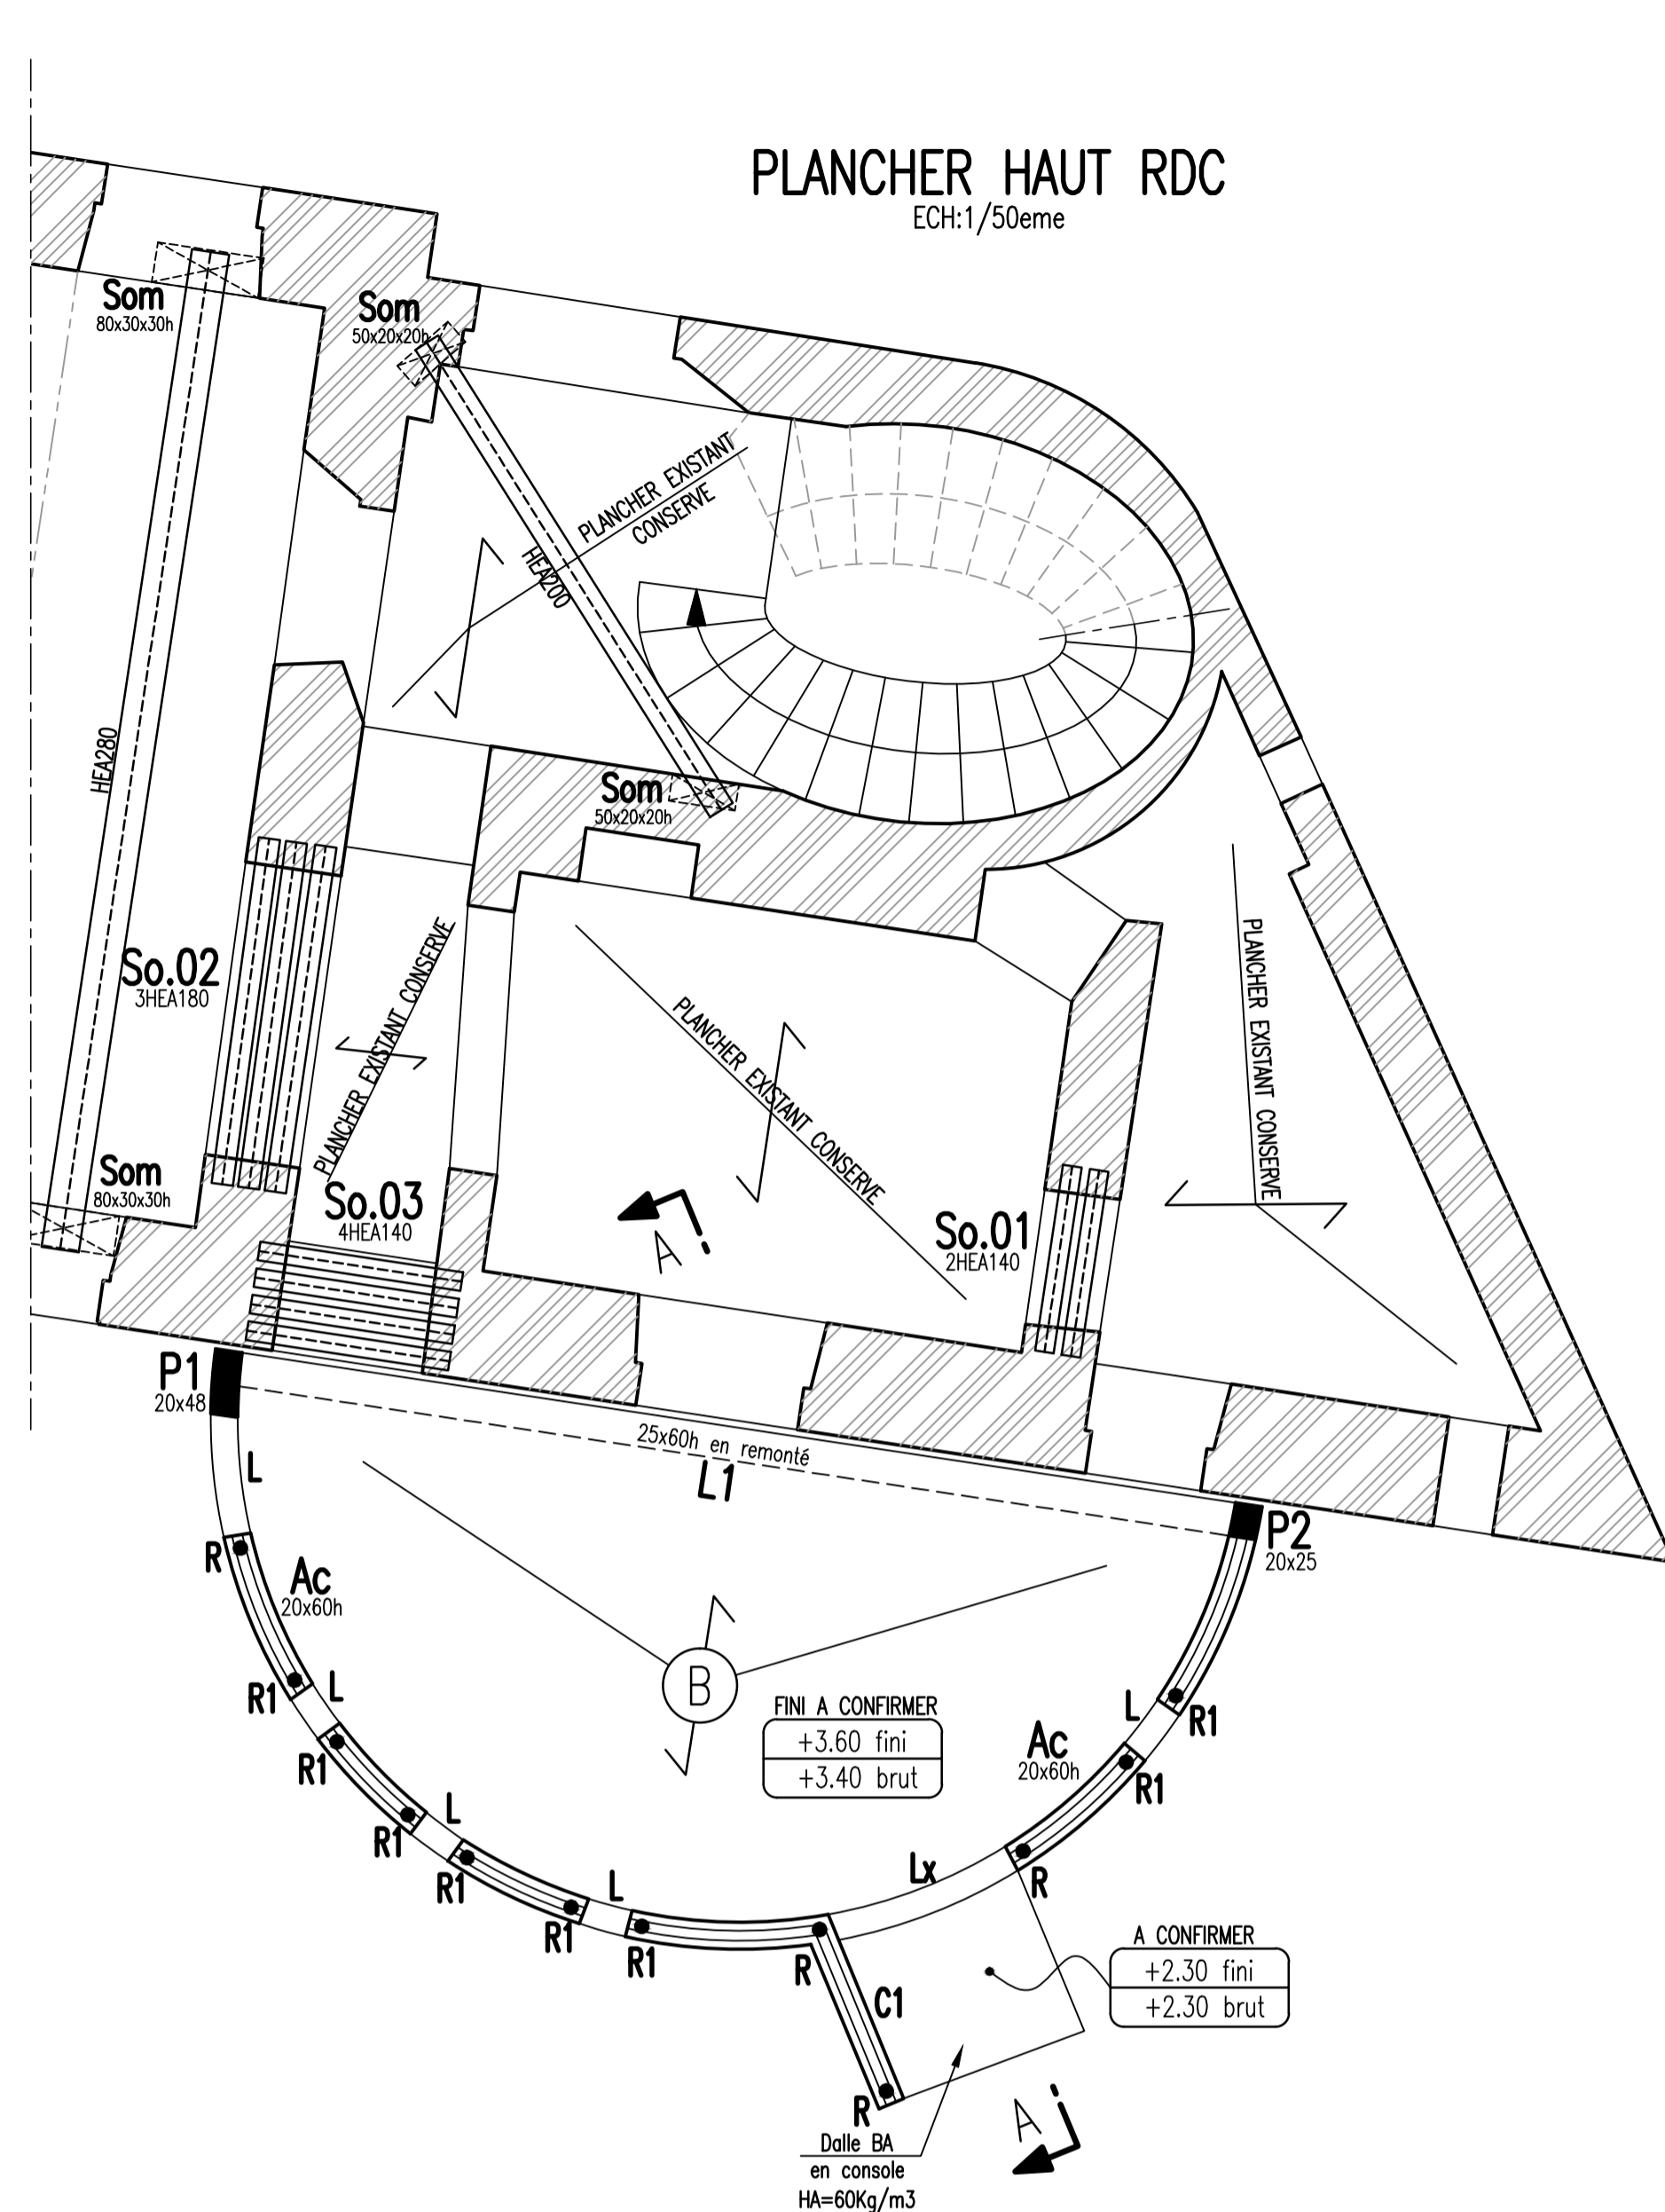 PLANCHER HAUT RDC
ECH:1/50eme
Som
80x30x30h
Som
50x20x20h
PLANCHER EXISTANT
CONSERVE
HEA200
HEA280
Som
50x20x20h
So.02
3HEA180
PLANCHER EXISTANT CONSERVE
PLANCHER EXISTANT CONSERVE
PLANCHER EXISTANT CONSERVE
Som
80x30x30h
So.03
4HEA140
A
So.01
2HEA140
P1
20x48
25x60h en remonté
L1
P2
20x25
L
R
Ac
20x60h
R1
L
B
FINI A CONFIRMER
+3.60 fini
+3.40 brut
L
R1
Ac
20x60h
R1
R1
R1
L
R1
R1
L
R1
R
Lx
R
C1
A CONFIRMER
+2.30 fini
+2.30 brut
R
A
Dalle BA
en console
HA=60Kg/m3